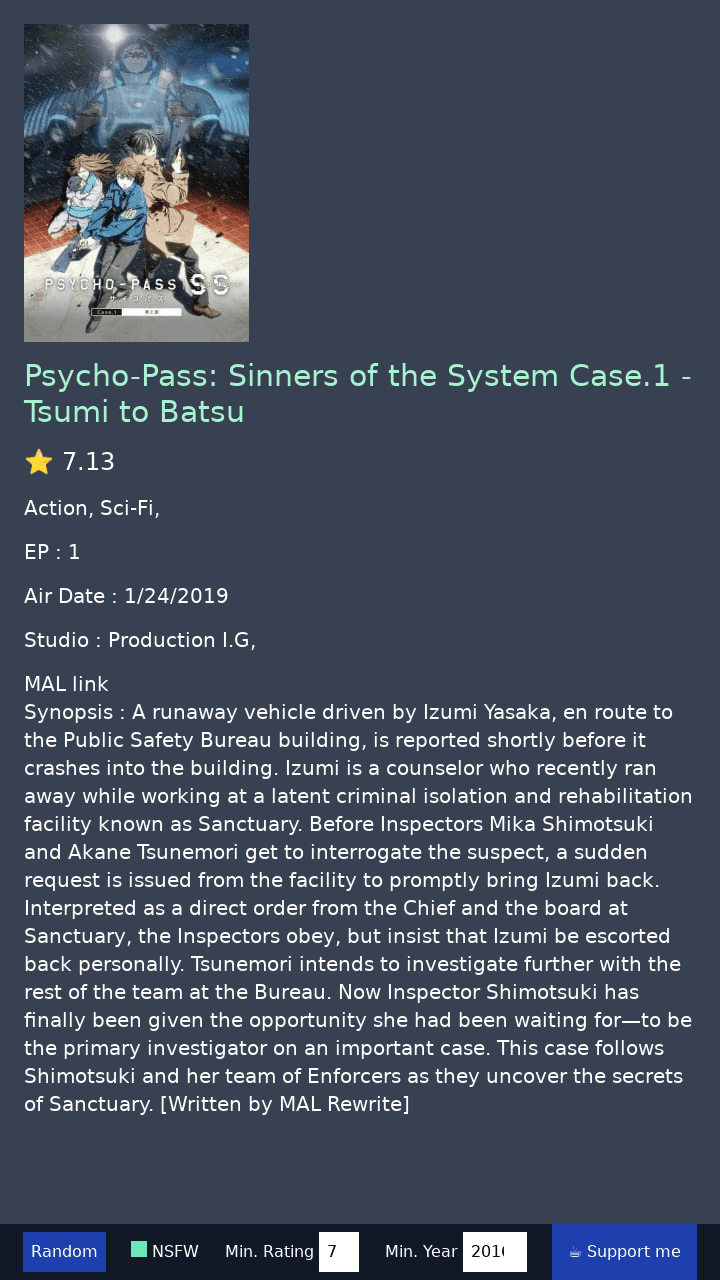 PSYCHO-PASS SS
サイコパス
Case.1 罪と罰
Psycho-Pass: Sinners of the System Case.1 -
Tsumi to Batsu
⭐ 7.13
Action, Sci-Fi,
EP : 1
Air Date : 1/24/2019
Studio : Production I.G,
MAL link
Synopsis : A runaway vehicle driven by Izumi Yasaka, en route to
the Public Safety Bureau building, is reported shortly before it
crashes into the building. Izumi is a counselor who recently ran
away while working at a latent criminal isolation and rehabilitation
facility known as Sanctuary. Before Inspectors Mika Shimotsuki
and Akane Tsunemori get to interrogate the suspect, a sudden
request is issued from the facility to promptly bring Izumi back.
Interpreted as a direct order from the Chief and the board at
Sanctuary, the Inspectors obey, but insist that Izumi be escorted
back personally. Tsunemori intends to investigate further with the
rest of the team at the Bureau. Now Inspector Shimotsuki has
finally been given the opportunity she had been waiting for—to be
the primary investigator on an important case. This case follows
Shimotsuki and her team of Enforcers as they uncover the secrets
of Sanctuary. [Written by MAL Rewrite]
Random NSFW Min. Rating 7 Min. Year 2016 ☕ Support me